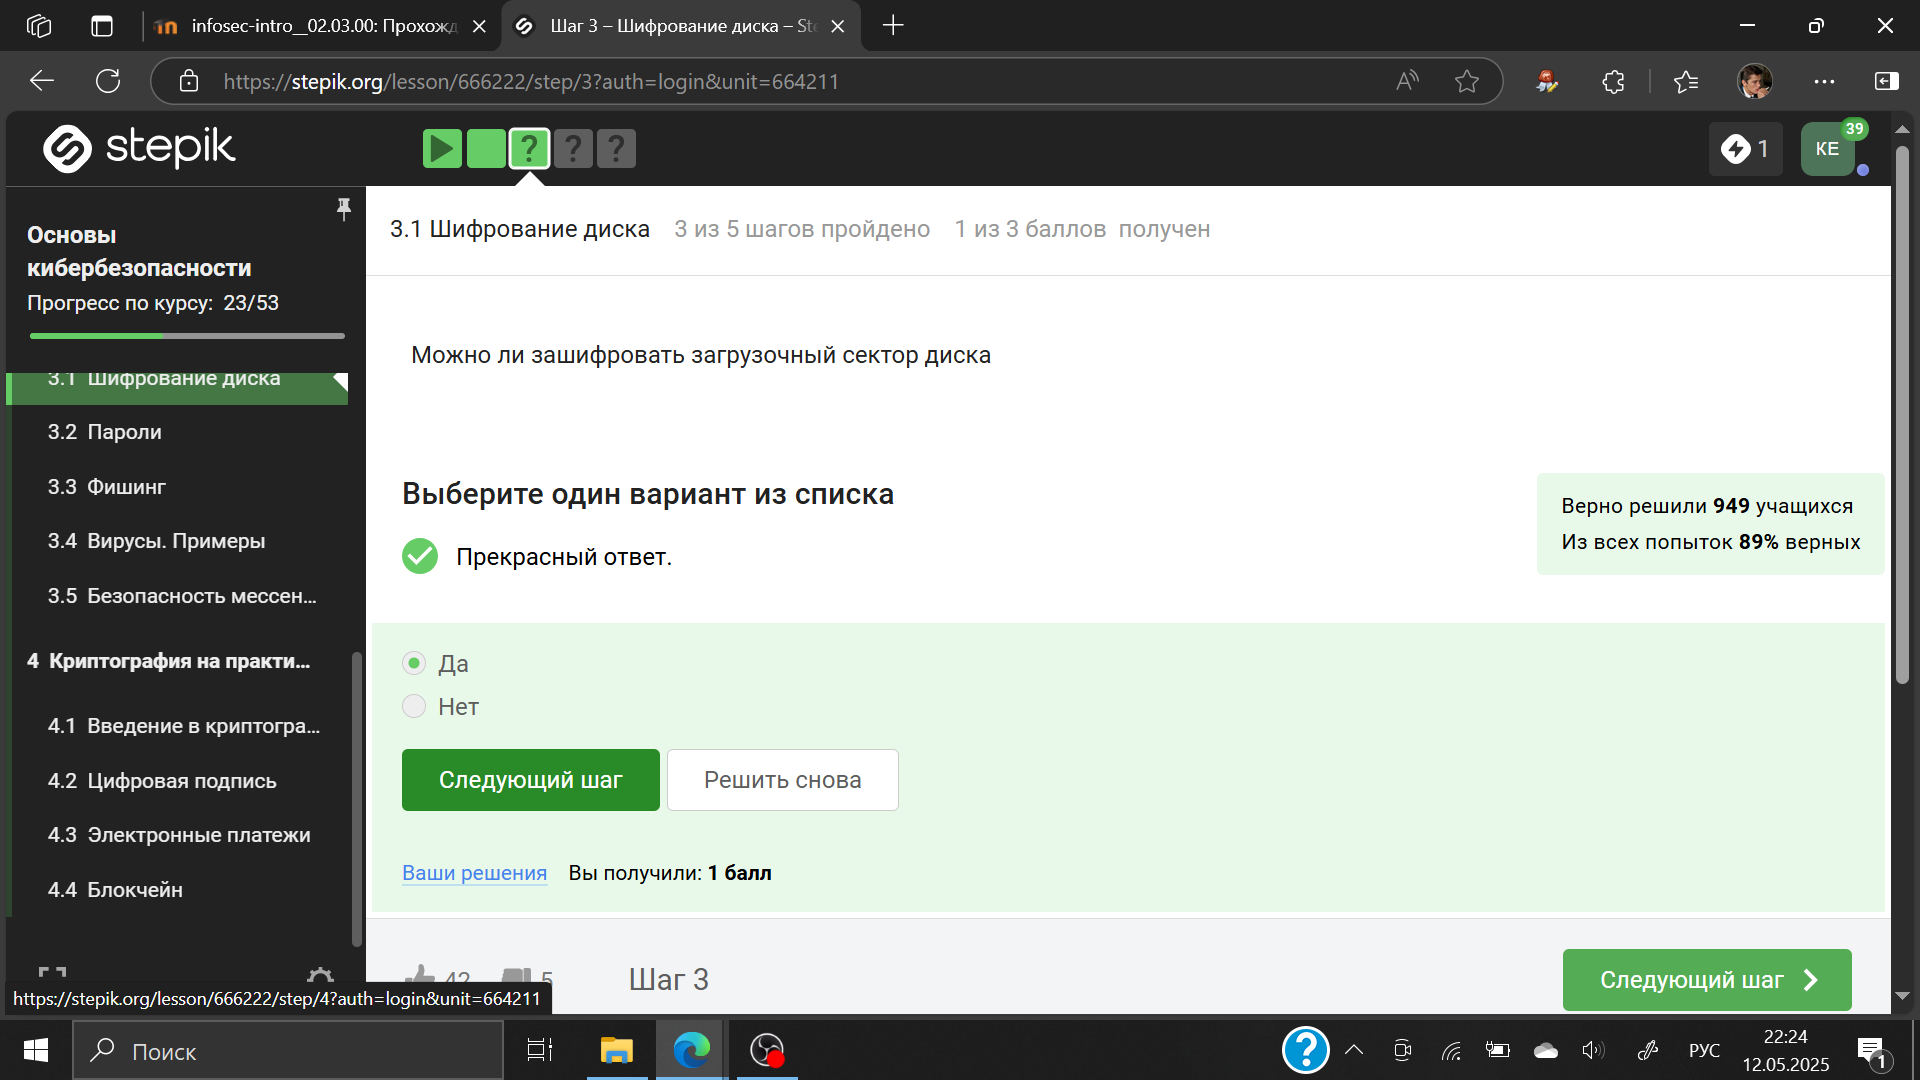 infosec-intro__02.03.00: Прохожд
Шаг 3 – Шифрование диска – Ste
https://stepik.org/lesson/666222/step/3?auth=login&unit=664211
stepik
? ? ?
1
KE
39
Основы
кибербезопасности
Прогресс по курсу: 23/53
3.1 Шифрование диска
3.2 Пароли
3.3 Фишинг
3.4 Вирусы. Примеры
3.5 Безопасность мессен...
4 Криптография на практи...
4.1 Введение в криптогра...
4.2 Цифровая подпись
4.3 Электронные платежи
4.4 Блокчейн
3.1 Шифрование диска 3 из 5 шагов пройдено 1 из 3 баллов получен
Можно ли зашифровать загрузочный сектор диска
Выберите один вариант из списка
Прекрасный ответ.
Верно решили 949 учащихся
Из всех попыток 89% верных
Да
Нет
Следующий шаг
Решить снова
Ваши решения Вы получили: 1 балл
42 5
Шаг 3
Следующий шаг
https://stepik.org/lesson/666222/step/4?auth=login&unit=664211
Поиск
РУС
22:24
12.05.2025
1